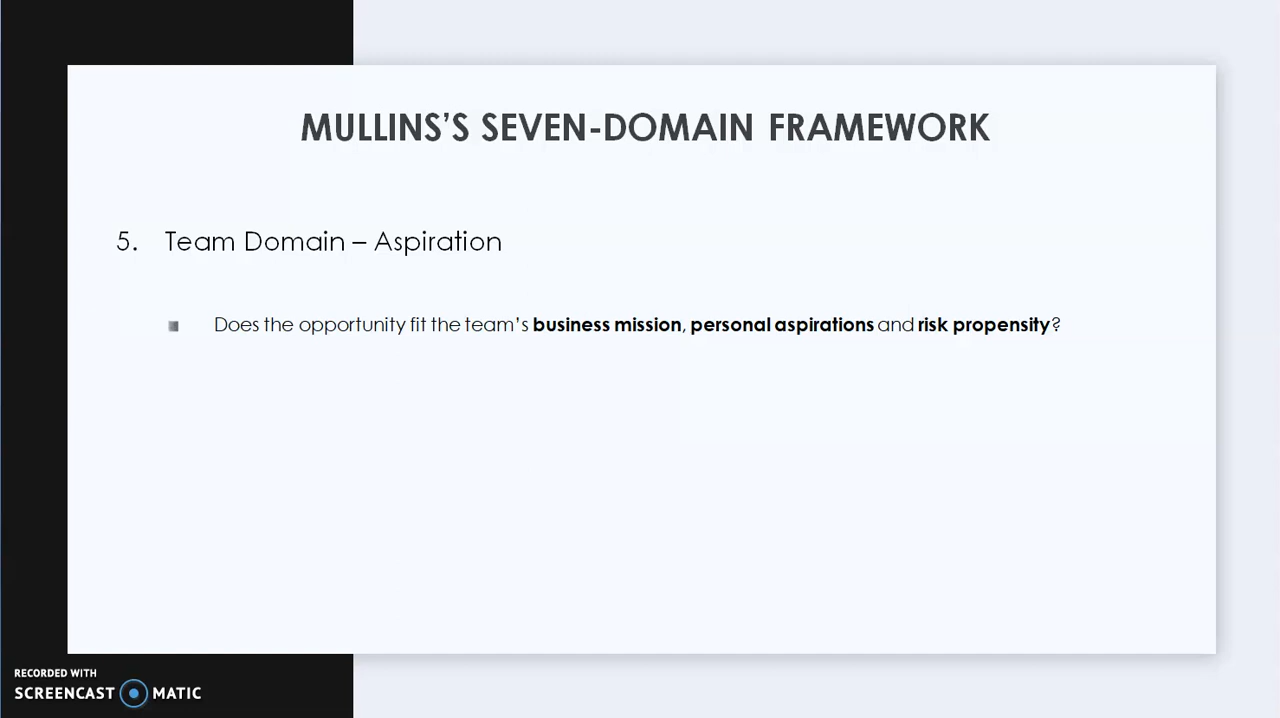 MULLINS’S SEVEN-DOMAIN FRAMEWORK
5. Team Domain – Aspiration
Does the opportunity fit the team’s business mission, personal aspirations and risk propensity?
RECORDED WITH
SCREENCAST MATIC